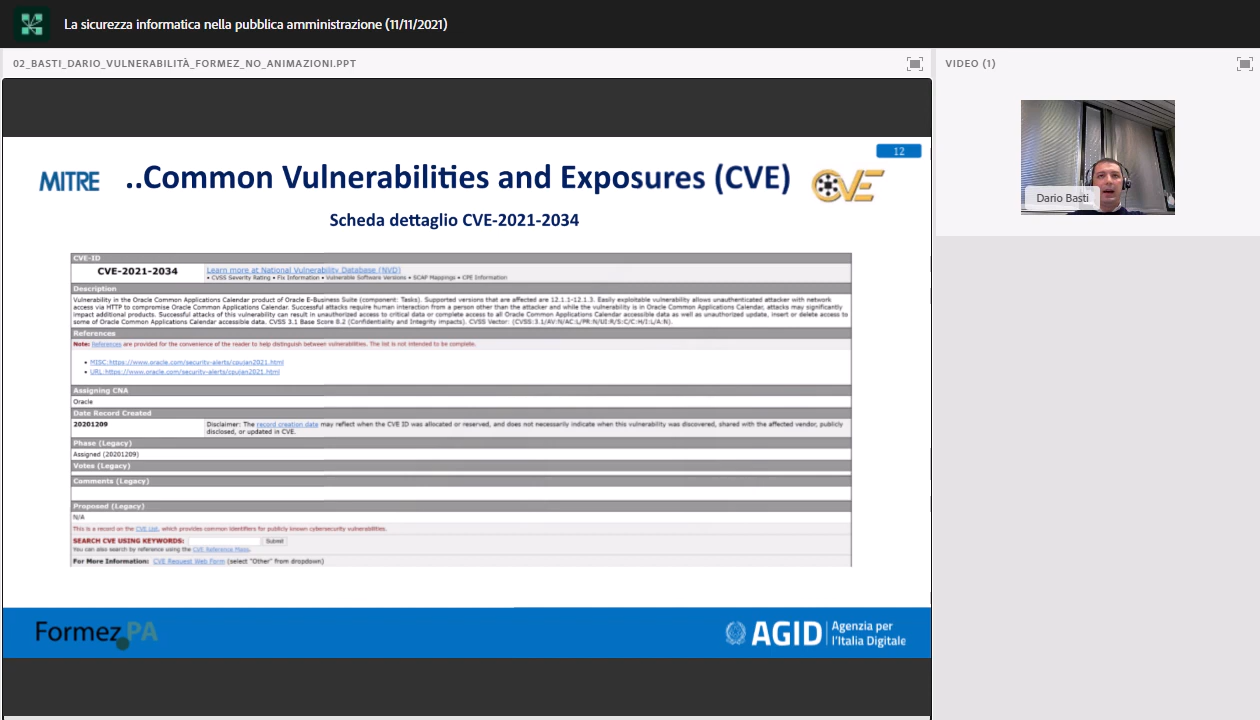 La sicurezza informatica nella pubblica amministrazione (11/11/2021)
02_BASTI_DARIO_VULNERABILITÀ_FORMEZ_NO_ANIMAZIONI.PPT
VIDEO (1)
Dario Basti
12
MITRE
..Common Vulnerabilities and Exposures (CVE)
CVE
Scheda dettaglio CVE-2021-2034
CVE-ID
CVE-2021-2034
Learn more at National Vulnerability Database (NVD)
• CVSS Severity Rating • Fix Information • Vulnerable Software Versions • SCAP Mappings • CPE Information
Description
Vulnerability in the Oracle Common Applications Calendar product of Oracle E-Business Suite (component: Tasks). Supported versions that are affected are 12.1.1-12.1.3. Easily exploitable vulnerability allows unauthenticated attacker with network
access via HTTP to compromise Oracle Common Applications Calendar. Successful attacks require human interaction from a person other than the attacker and while the vulnerability is in Oracle Common Applications Calendar, attacks may significantly
impact additional products. Successful attacks of this vulnerability can result in unauthorized access to critical data or complete access to all Oracle Common Applications Calendar accessible data as well as unauthorized update, insert or delete access to
some of Oracle Common Applications Calendar accessible data. CVSS 3.1 Base Score 8.2 (Confidentiality and Integrity impacts). CVSS Vector: (CVSS:3.1/AV:N/AC:L/PR:N/UI:R/S:C/C:H/I:L/A:N).
References
Note: References are provided for the convenience of the reader to help distinguish between vulnerabilities. The list is not intended to be complete.
• MISC:https://www.oracle.com/security-alerts/cpujan2021.html
• URL:https://www.oracle.com/security-alerts/cpujan2021.html
Assigning CNA
Oracle
Date Record Created
20201209
Disclaimer: The record creation date may reflect when the CVE ID was allocated or reserved, and does not necessarily indicate when this vulnerability was discovered, shared with the affected vendor, publicly
disclosed, or updated in CVE.
Phase (Legacy)
Assigned (20201209)
Votes (Legacy)
Comments (Legacy)
Proposed (Legacy)
N/A
This is a record on the CVE List, which provides common identifiers for publicly known cybersecurity vulnerabilities.
SEARCH CVE USING KEYWORDS: Submit
You can also search by reference using the CVE Reference Maps.
For More Information: CVE Request Web Form (select "Other" from dropdown)
Formez PA
AGID
Agenzia per
l'Italia Digitale